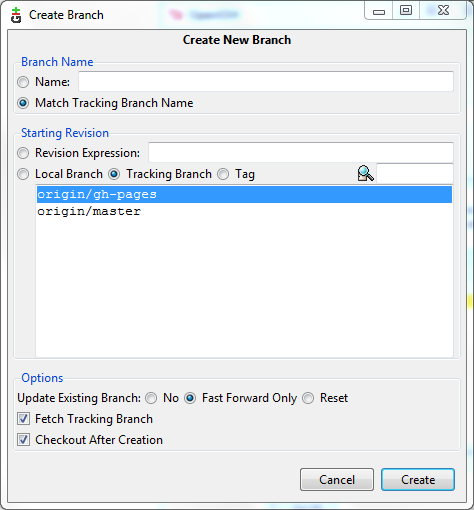 Create Branch
Create New Branch
Branch Name
Name:
Match Tracking Branch Name
Starting Revision
Revision Expression:
Local Branch Tracking Branch Tag
origin/gh-pages
origin/master
Options
Update Existing Branch: No Fast Forward Only Reset
Fetch Tracking Branch
Checkout After Creation
Cancel Create